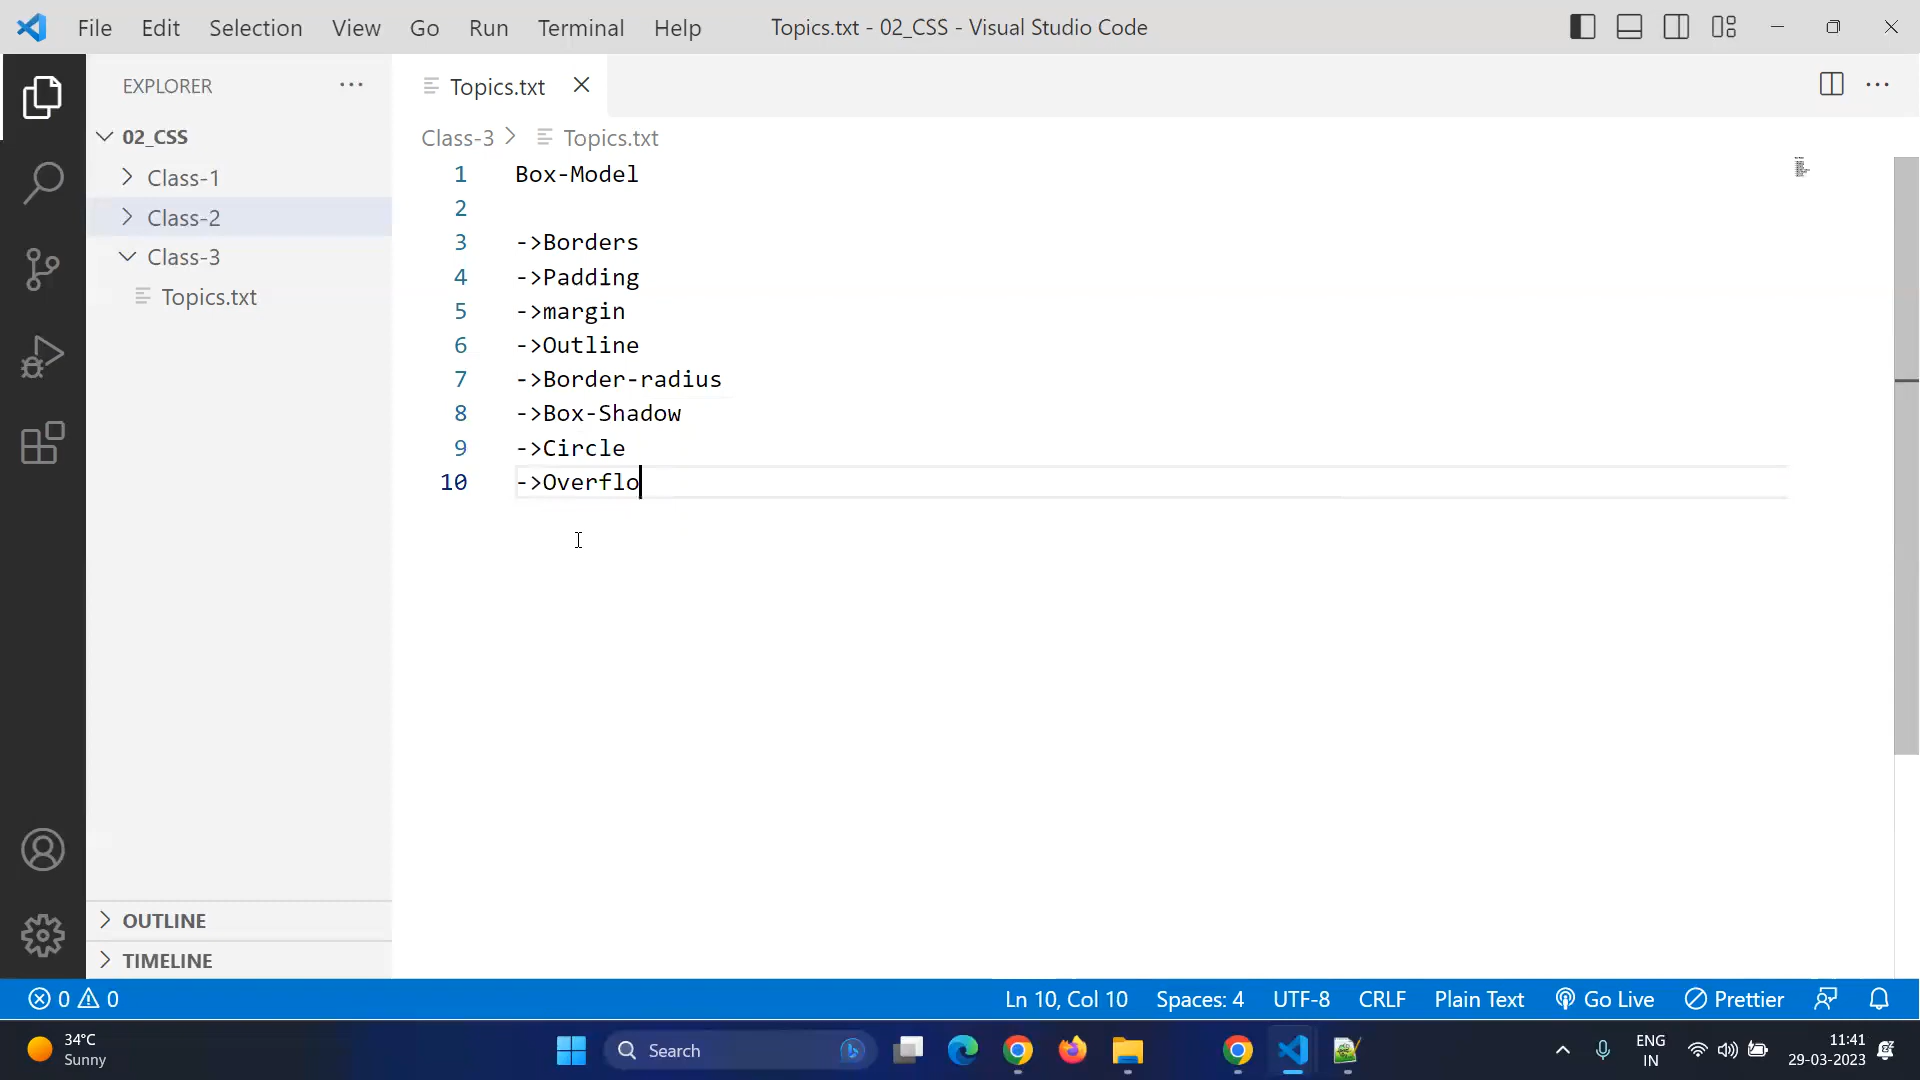 File Edit Selection View Go Run Terminal Help Topics.txt - 02_CSS - Visual Studio Code
EXPLORER
02_CSS
Class-1
Class-2
Class-3
Topics.txt
OUTLINE
TIMELINE
Topics.txt
Class-3 > Topics.txt
1 Box-Model
2
3 ->Borders
4 ->Padding
5 ->margin
6 ->Outline
7 ->Border-radius
8 ->Box-Shadow
9 ->Circle
10 ->Overflo
0 0 Ln 10, Col 10 Spaces: 4 UTF-8 CRLF Plain Text Go Live Prettier
34°C
Sunny
Search
ENG
IN
11:41
29-03-2023